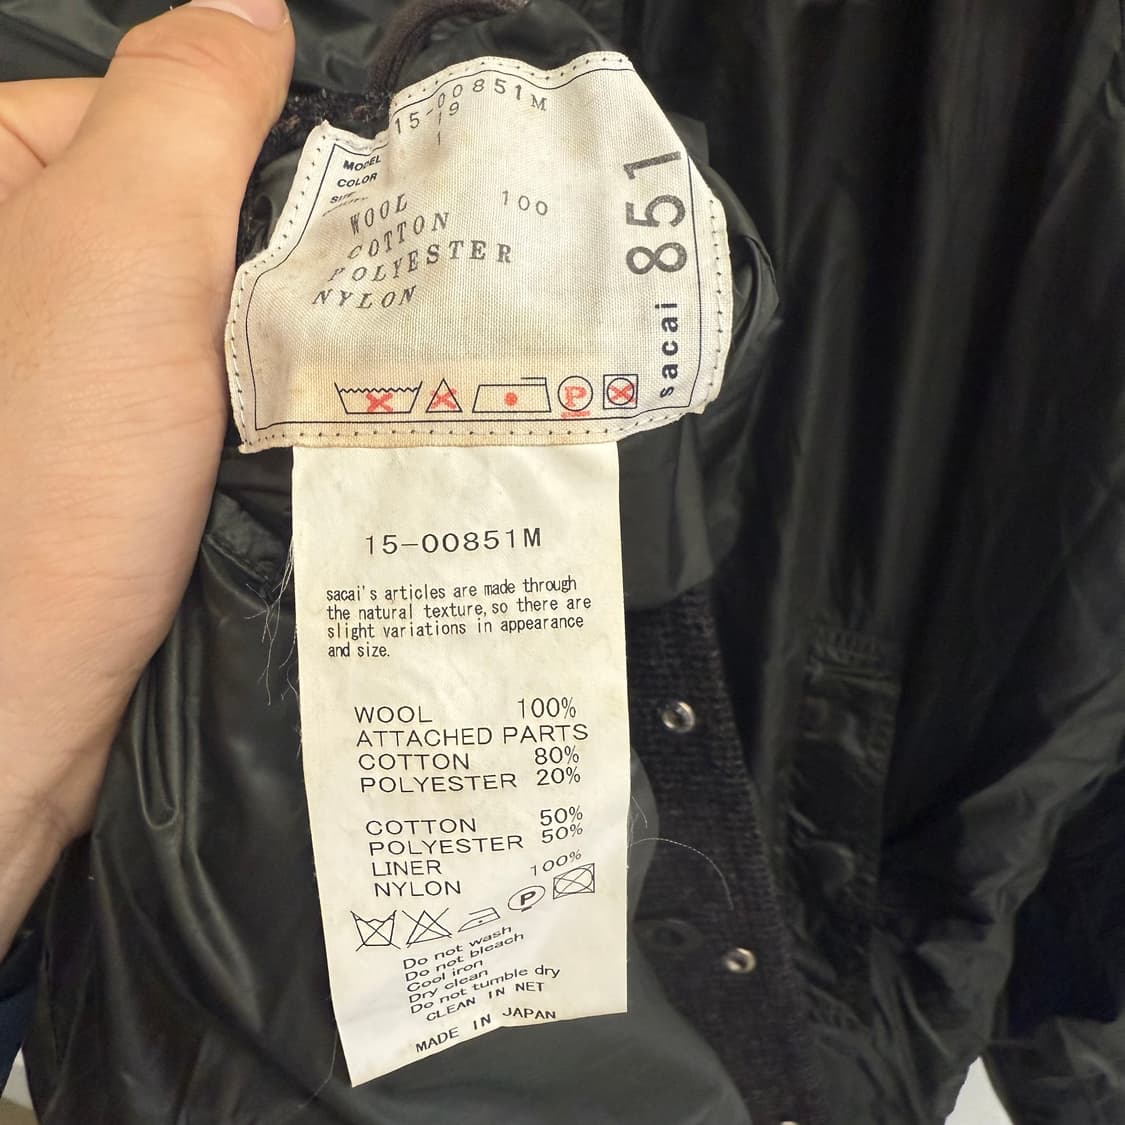 15-00851M
19
1
MODEL
COLOR
SIZE
WOOL 100
COTTON
POLYESTER
NYLON
sacai 851
P
15-00851M
sacai's articles are made through
the natural texture, so there are
slight variations in appearance
and size.
WOOL 100%
ATTACHED PARTS
COTTON 80%
POLYESTER 20%
COTTON 50%
POLYESTER 50%
LINER
NYLON 100%
P
Do not wash
Do not bleach
Cool iron
Dry clean
Do not tumble dry
CLEAN IN NET
MADE IN JAPAN